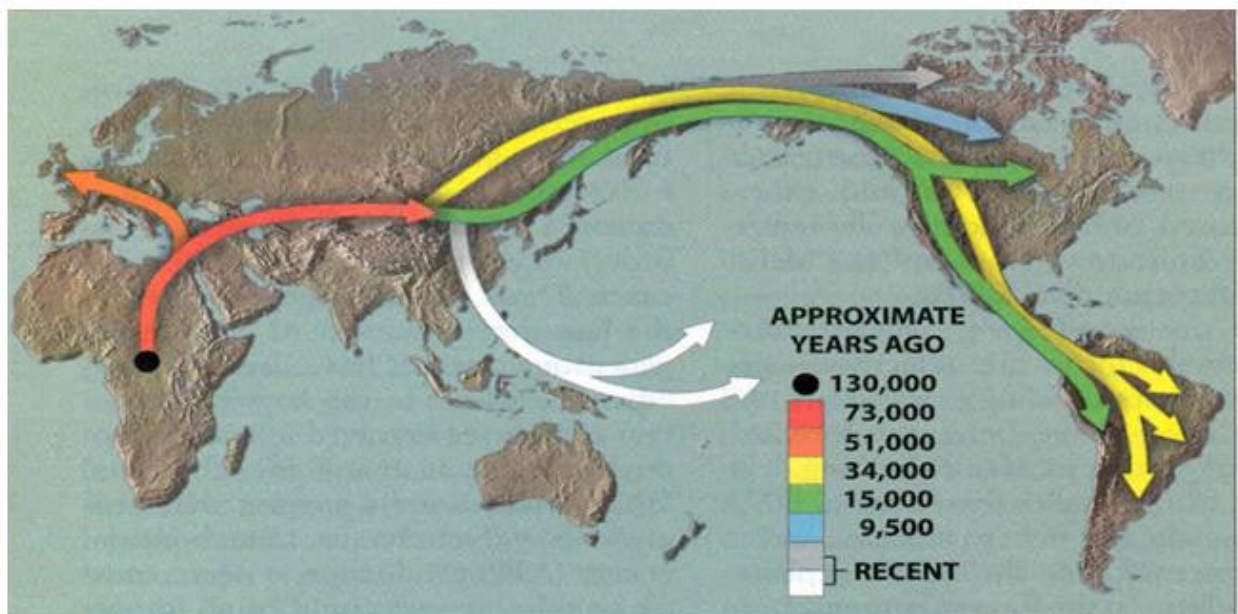 APPROXIMATE
YEARS AGO
130,000
73,000
51,000
34,000
15,000
9,500
RECENT